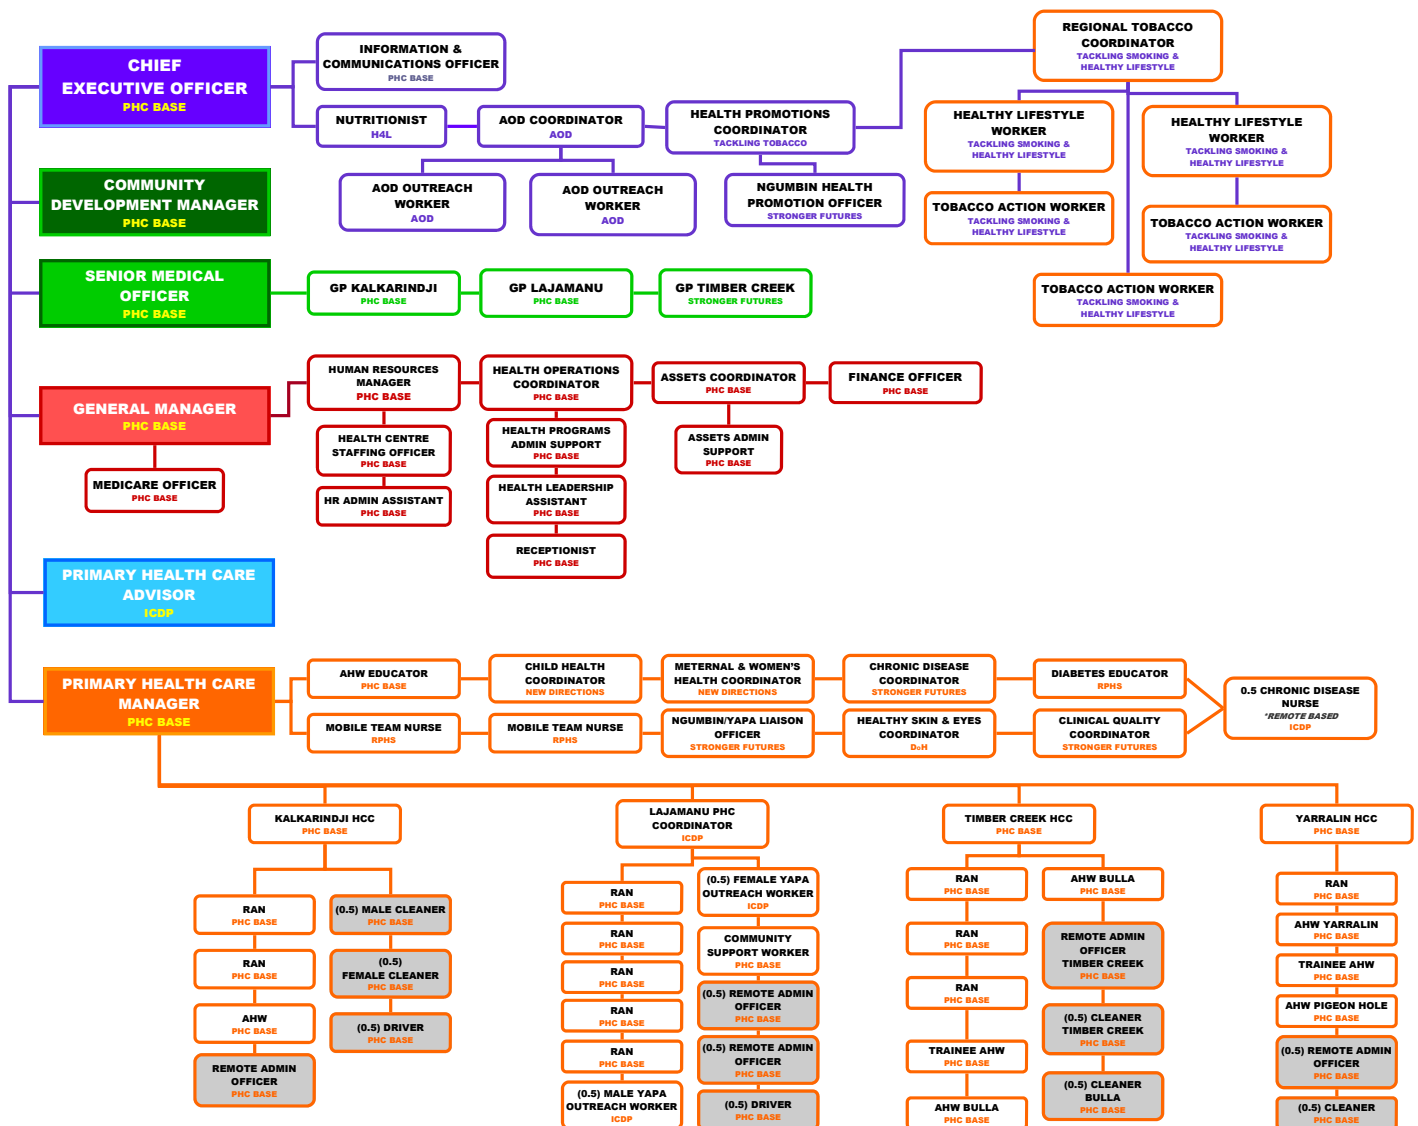 CHIEF
EXECUTIVE OFFICER
PHC BASE
INFORMATION &
COMMUNICATIONS OFFICER
PHC BASE
NUTRITIONIST
H4L
AOD COORDINATOR
AOD
HEALTH PROMOTIONS
COORDINATOR
TACKLING TOBACCO
AOD OUTREACH
WORKER
AOD
AOD OUTREACH
WORKER
AOD
NGUMBIN HEALTH
PROMOTION OFFICER
STRONGER FUTURES
REGIONAL TOBACCO
COORDINATOR
TACKLING SMOKING &
HEALTHY LIFESTYLE
HEALTHY LIFESTYLE
WORKER
TACKLING SMOKING &
HEALTHY LIFESTYLE
HEALTHY LIFESTYLE
WORKER
TACKLING SMOKING &
HEALTHY LIFESTYLE
TOBACCO ACTION WORKER
TACKLING SMOKING &
HEALTHY LIFESTYLE
TOBACCO ACTION WORKER
TACKLING SMOKING &
HEALTHY LIFESTYLE
TOBACCO ACTION WORKER
TACKLING SMOKING &
HEALTHY LIFESTYLE
COMMUNITY
DEVELOPMENT MANAGER
PHC BASE
SENIOR MEDICAL
OFFICER
PHC BASE
GP KALKARINDJI
PHC BASE
GP LAJAMANU
PHC BASE
GP TIMBER CREEK
STRONGER FUTURES
GENERAL MANAGER
PHC BASE
MEDICARE OFFICER
PHC BASE
HUMAN RESOURCES
MANAGER
PHC BASE
HEALTH OPERATIONS
COORDINATOR
PHC BASE
ASSETS COORDINATOR
PHC BASE
FINANCE OFFICER
PHC BASE
HEALTH CENTRE
STAFFING OFFICER
PHC BASE
HR ADMIN ASSISTANT
PHC BASE
HEALTH PROGRAMS
ADMIN SUPPORT
PHC BASE
HEALTH LEADERSHIP
ASSISTANT
PHC BASE
RECEPTIONIST
PHC BASE
ASSETS ADMIN
SUPPORT
PHC BASE
PRIMARY HEALTH CARE
ADVISOR
ICDP
PRIMARY HEALTH CARE
MANAGER
PHC BASE
AHW EDUCATOR
PHC BASE
CHILD HEALTH
COORDINATOR
NEW DIRECTIONS
METERNAL & WOMEN'S
HEALTH COORDINATOR
NEW DIRECTIONS
CHRONIC DISEASE
COORDINATOR
STRONGER FUTURES
DIABETES EDUCATOR
RPHS
MOBILE TEAM NURSE
RPHS
MOBILE TEAM NURSE
RPHS
NGUMBIN/YAPA LIAISON
OFFICER
STRONGER FUTURES
HEALTHY SKIN & EYES
COORDINATOR
DoH
CLINICAL QUALITY
COORDINATOR
STRONGER FUTURES
0.5 CHRONIC DISEASE
NURSE
*REMOTE BASED
ICDP
KALKARINDJI HCC
PHC BASE
RAN
PHC BASE
RAN
PHC BASE
AHW
PHC BASE
REMOTE ADMIN
OFFICER
PHC BASE
(0.5) MALE CLEANER
PHC BASE
(0.5)
FEMALE CLEANER
PHC BASE
(0.5) DRIVER
PHC BASE
LAJAMANU PHC
COORDINATOR
ICDP
RAN
PHC BASE
RAN
PHC BASE
RAN
PHC BASE
RAN
PHC BASE
RAN
PHC BASE
(0.5) MALE YAPA
OUTREACH WORKER
ICDP
(0.5) FEMALE YAPA
OUTREACH WORKER
ICDP
COMMUNITY
SUPPORT WORKER
PHC BASE
(0.5) REMOTE ADMIN
OFFICER
PHC BASE
(0.5) REMOTE ADMIN
OFFICER
PHC BASE
(0.5) DRIVER
PHC BASE
TIMBER CREEK HCC
PHC BASE
RAN
PHC BASE
RAN
PHC BASE
RAN
PHC BASE
TRAINEE AHW
PHC BASE
AHW BULLA
PHC BASE
AHW BULLA
PHC BASE
REMOTE ADMIN
OFFICER
TIMBER CREEK
PHC BASE
(0.5) CLEANER
TIMBER CREEK
PHC BASE
(0.5) CLEANER
BULLA
PHC BASE
YARRALIN HCC
PHC BASE
RAN
PHC BASE
AHW YARRALIN
PHC BASE
TRAINEE AHW
PHC BASE
AHW PIGEON HOLE
PHC BASE
(0.5) REMOTE ADMIN
OFFICER
PHC BASE
(0.5) CLEANER
PHC BASE